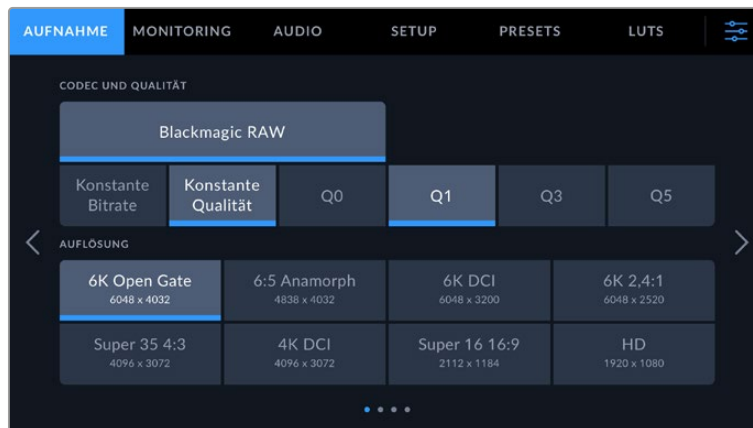 AUFNAHME MONITORING AUDIO SETUP PRESETS LUTS
CODEC UND QUALITÄT
Blackmagic RAW
Konstante Bitrate Konstante Qualität Q0 Q1 Q3 Q5
AUFLÖSUNG
6K Open Gate 6:5 Anamorph 6K DCI 6K 2,4:1
6048 x 4032 4838 x 4032 6048 x 3200 6048 x 2520
Super 35 4:3 4K DCI Super 16 16:9 HD
4096 x 3072 4096 x 3072 2112 x 1184 1920 x 1080